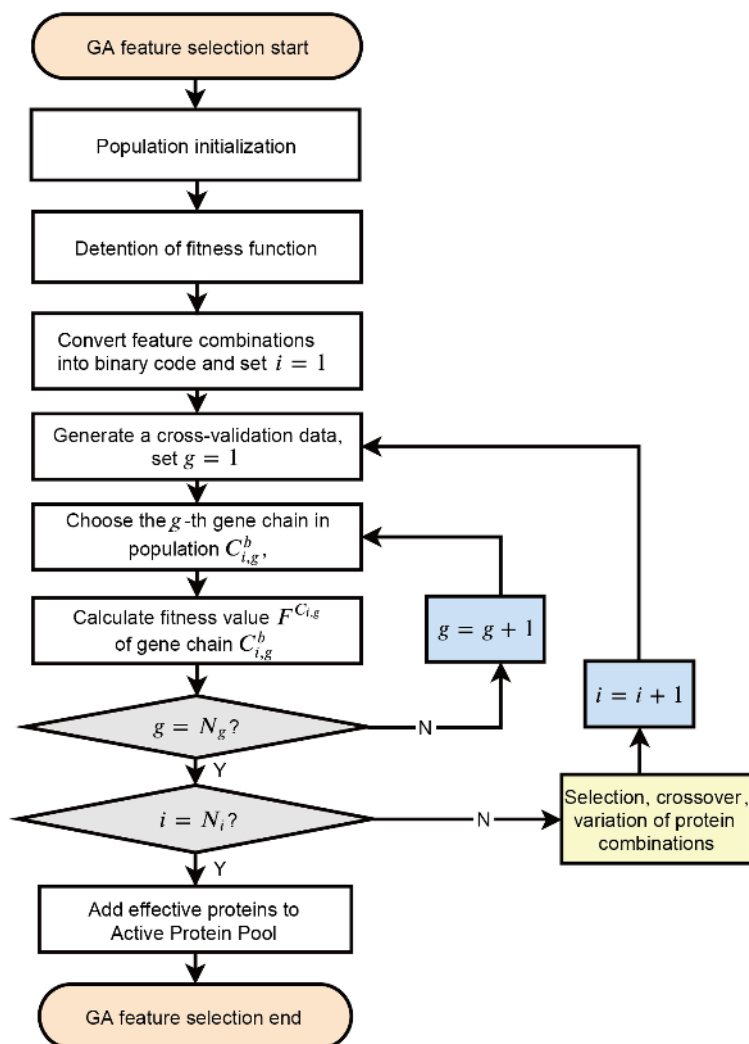 GA feature selection start
Population initialization
Detention of fitness function
Convert feature combinations
into binary code and set i = 1
Generate a cross-validation data,
set g = 1
Choose the g-th gene chain in
population C_{i,g}^b,
Calculate fitness value F^{C_{i,g}}
of gene chain C_{i,g}^b
g = g + 1
i = i + 1
g = N_g?
N
Y
i = N_i?
N
Selection, crossover,
variation of protein
combinations
Y
Add effective proteins to
Active Protein Pool
GA feature selection end